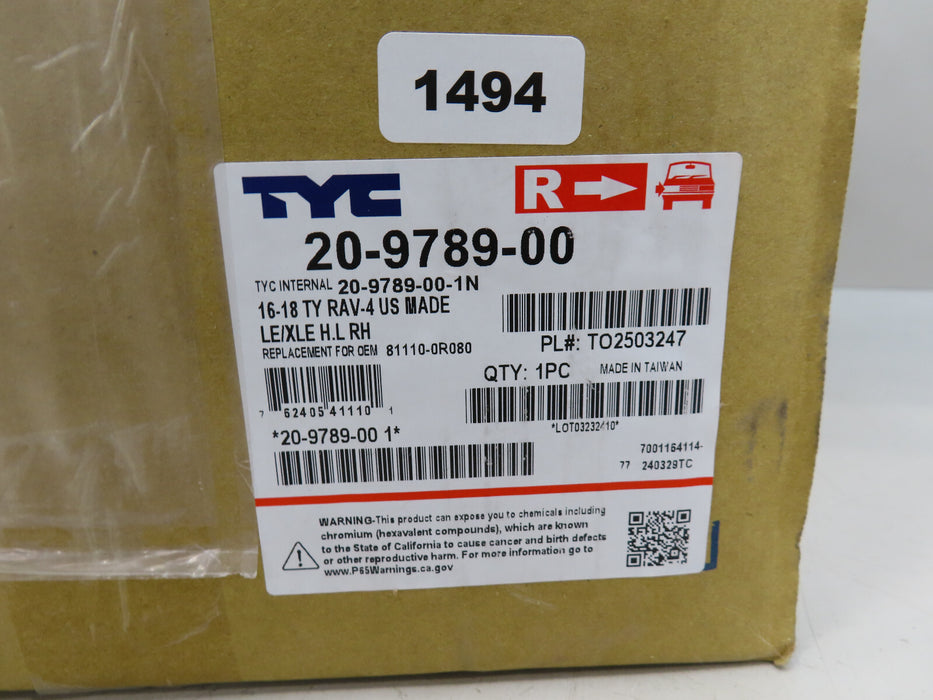 1494
TYC
R
20-9789-00
TYC INTERNAL 20-9789-00-1N
16-18 TY RAV-4 US MADE
LE/XLE H.L RH
REPLACEMENT FOR OEM 81110-0R080
PL#: TO2503247
QTY: 1PC MADE IN TAIWAN
7 62405 41110 1
*LOT03232410*
*20-9789-00 1*
7001164114-
77 240329TC
WARNING-This product can expose you to chemicals including
chromium (hexavalent compounds), which are known
to the State of California to cause cancer and birth defects
or other reproductive harm. For more information go to
www.P65Warnings.ca.gov